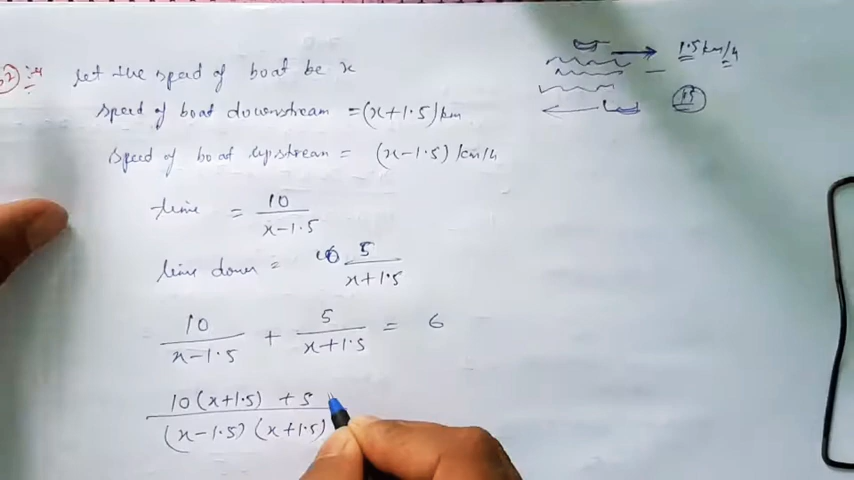 let the speed of boat be x
speed of boat downstream = (x+1.5) km
speed of boat upstream = (x-1.5) km/h
time = 10/(x-1.5)
time down = 5/(x+1.5)
10/(x-1.5) + 5/(x+1.5) = 6
10(x+1.5) + 5
(x-1.5) (x+1.5)
1.5 km/h
1.5